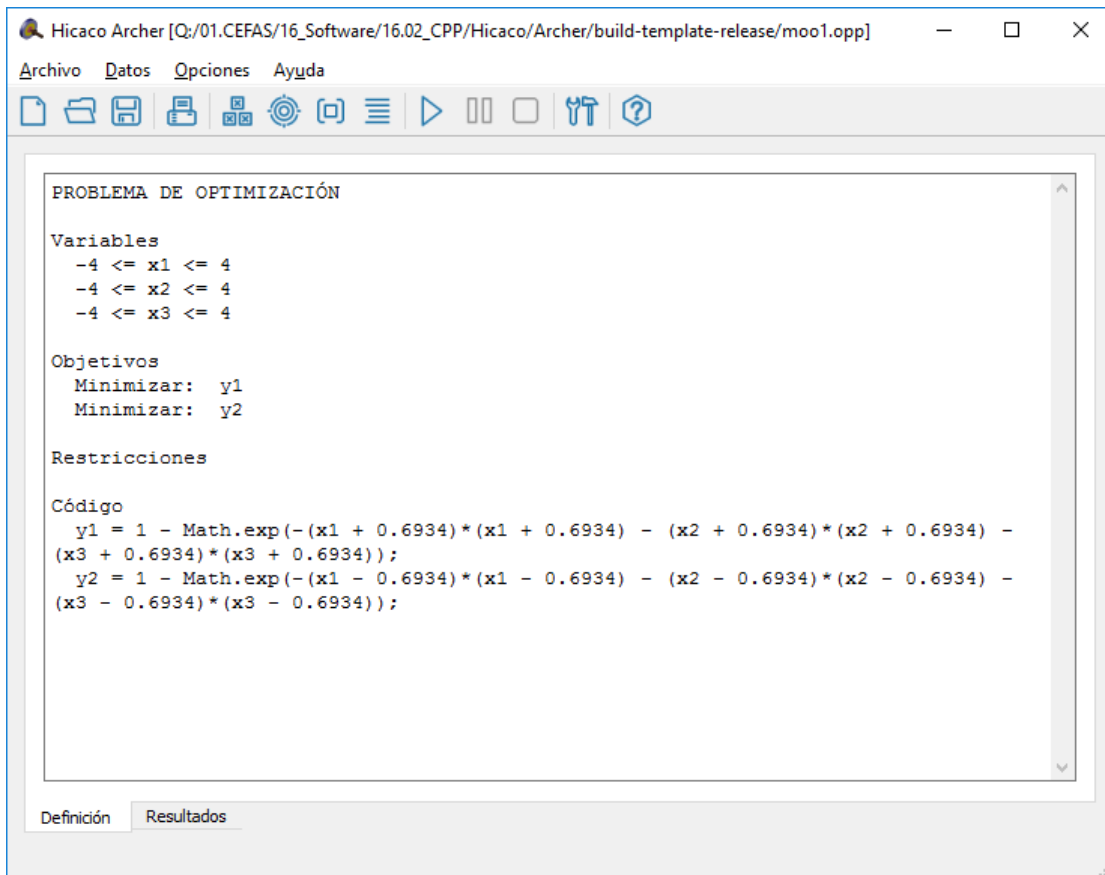 Hicaco Archer [Q:/01.CEFAS/16_Software/16.02_CPP/Hicaco/Archer/build-template-release/moo1.opp]
Archivo Datos Opciones Ayuda
PROBLEMA DE OPTIMIZACIÓN
Variables
-4 <= x1 <= 4
-4 <= x2 <= 4
-4 <= x3 <= 4
Objetivos
Minimizar: y1
Minimizar: y2
Restricciones
Código
y1 = 1 - Math.exp(-(x1 + 0.6934)*(x1 + 0.6934) - (x2 + 0.6934)*(x2 + 0.6934) -
(x3 + 0.6934)*(x3 + 0.6934));
y2 = 1 - Math.exp(-(x1 - 0.6934)*(x1 - 0.6934) - (x2 - 0.6934)*(x2 - 0.6934) -
(x3 - 0.6934)*(x3 - 0.6934));
Definición Resultados